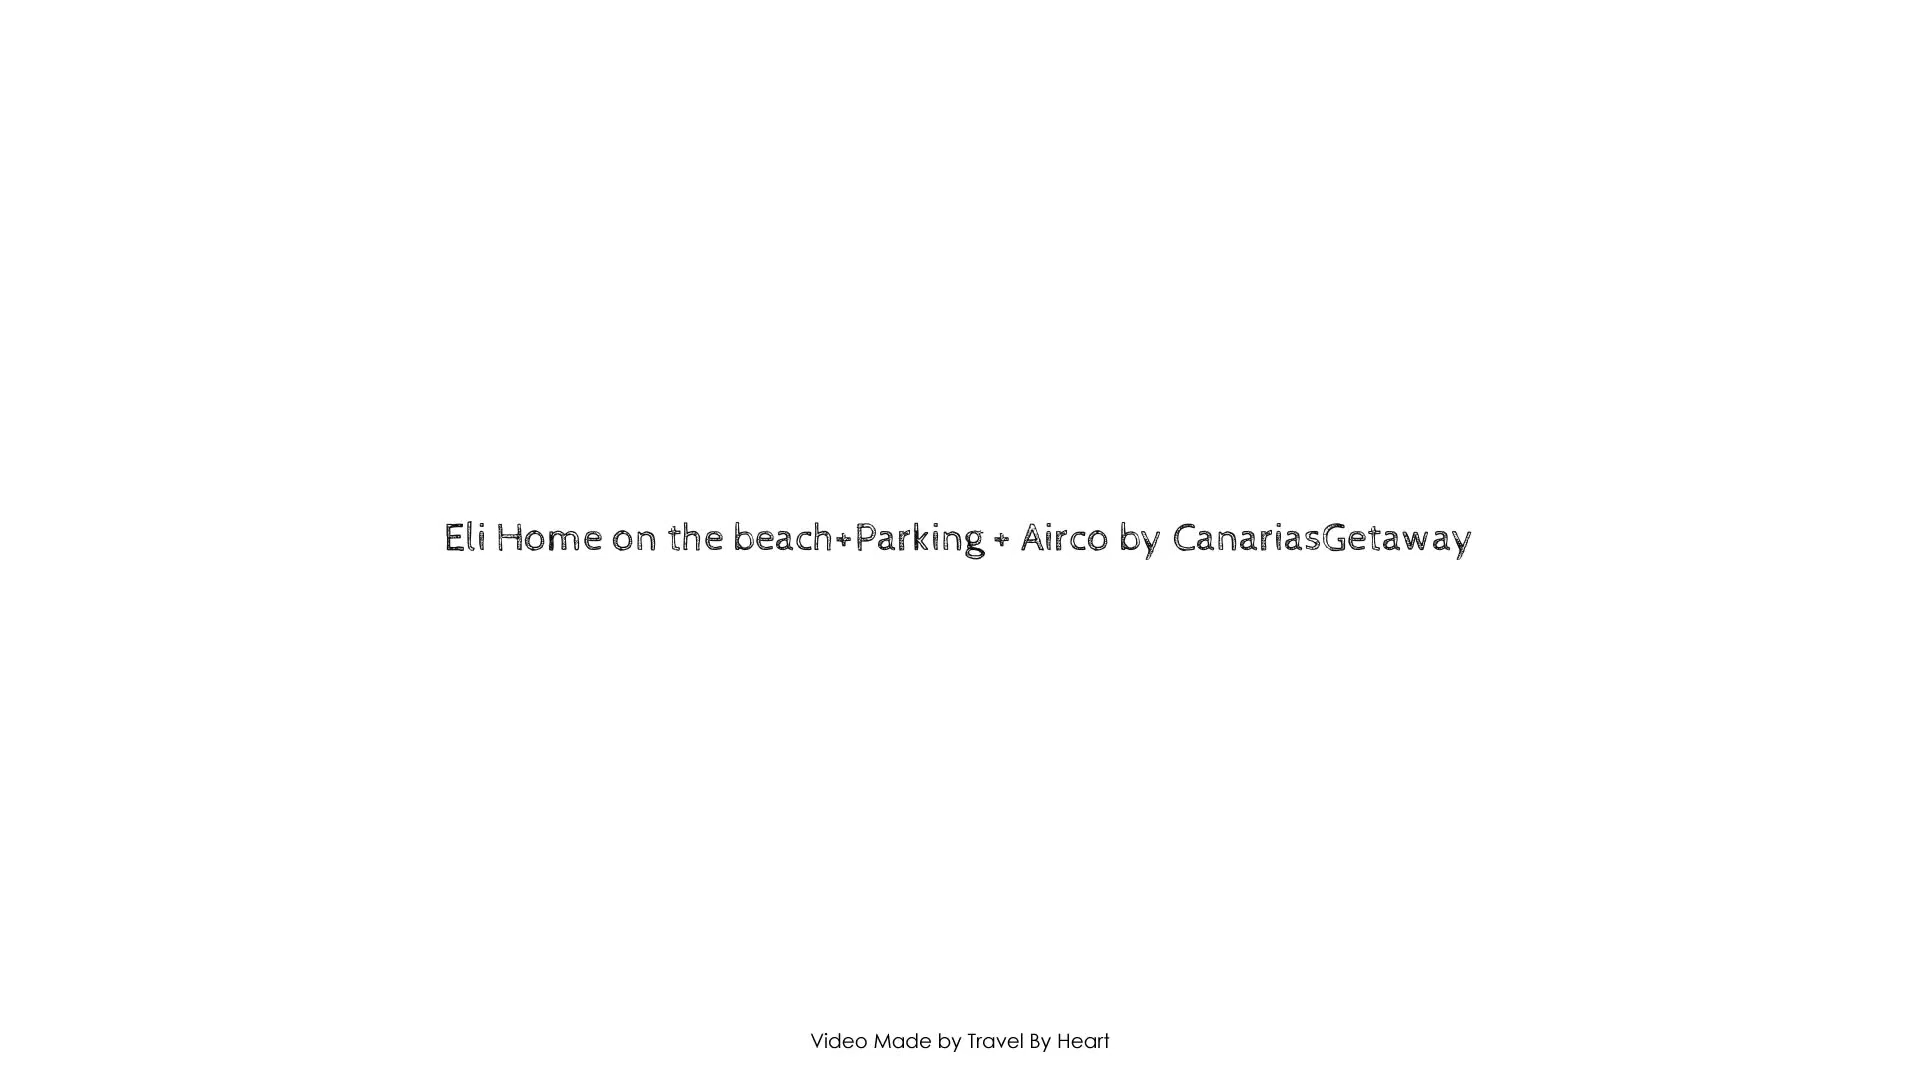 Eli Home on the beach+Parking + Airco by CanariasGetaway
Video Made by Travel By Heart